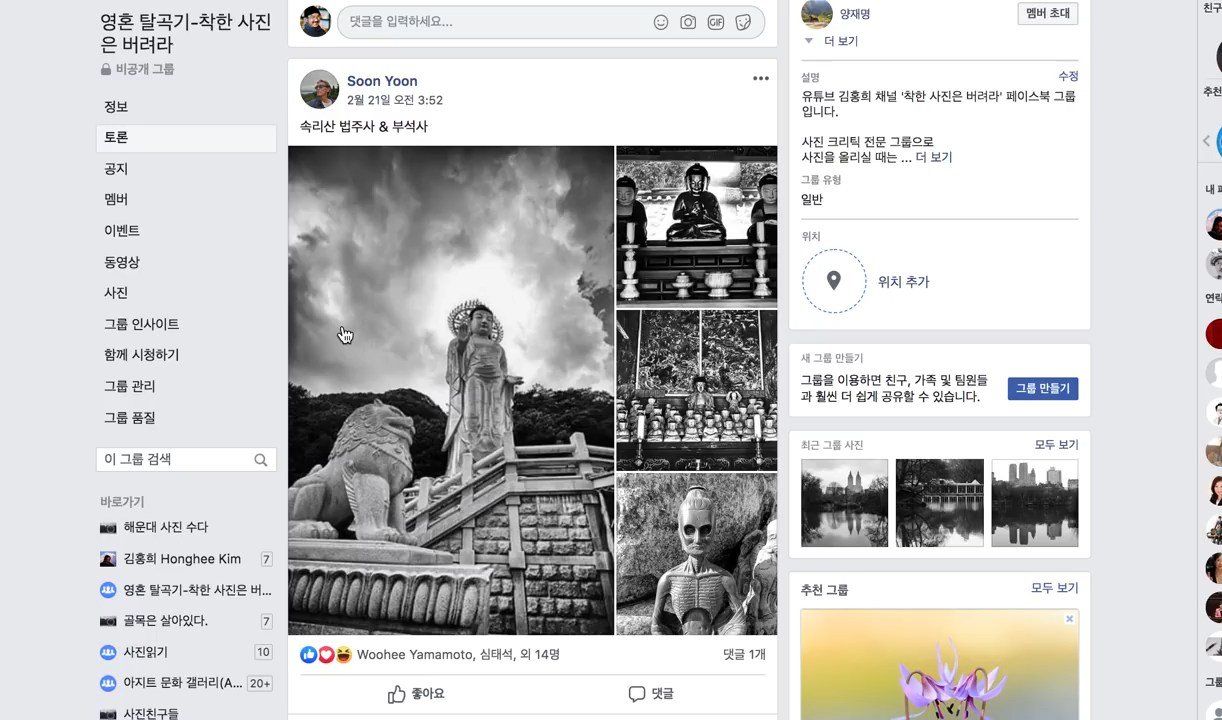 영혼 탈곡기-착한 사진
은 버려라
비공개 그룹
정보
토론
공지
멤버
이벤트
동영상
사진
그룹 인사이트
함께 시청하기
그룹 관리
그룹 품질
이 그룹 검색
바로가기
해운대 사진 수다
김홍희 Honghee Kim 7
영혼 탈곡기-착한 사진은 버...
골목은 살아있다. 7
사진읽기 10
아지트 문화 갤러리(A... 20+
사진친구들
댓글을 입력하세요...
GIF
Soon Yoon
2월 21일 오전 3:52
속리산 법주사 & 부석사
Woohee Yamamoto, 심태석, 외 14명
댓글 1개
좋아요
댓글
양재명
멤버 초대
더 보기
설명
수정
유튜브 김홍희 채널 '착한 사진은 버려라' 페이스북 그룹
입니다.
사진 크리틱 전문 그룹으로
사진을 올리실 때는 ... 더 보기
그룹 유형
일반
위치
위치 추가
새 그룹 만들기
그룹을 이용하면 친구, 가족 및 팀원들
과 훨씬 더 쉽게 공유할 수 있습니다.
그룹 만들기
최근 그룹 사진
모두 보기
추천 그룹
모두 보기
친구
추천
연락
그룹